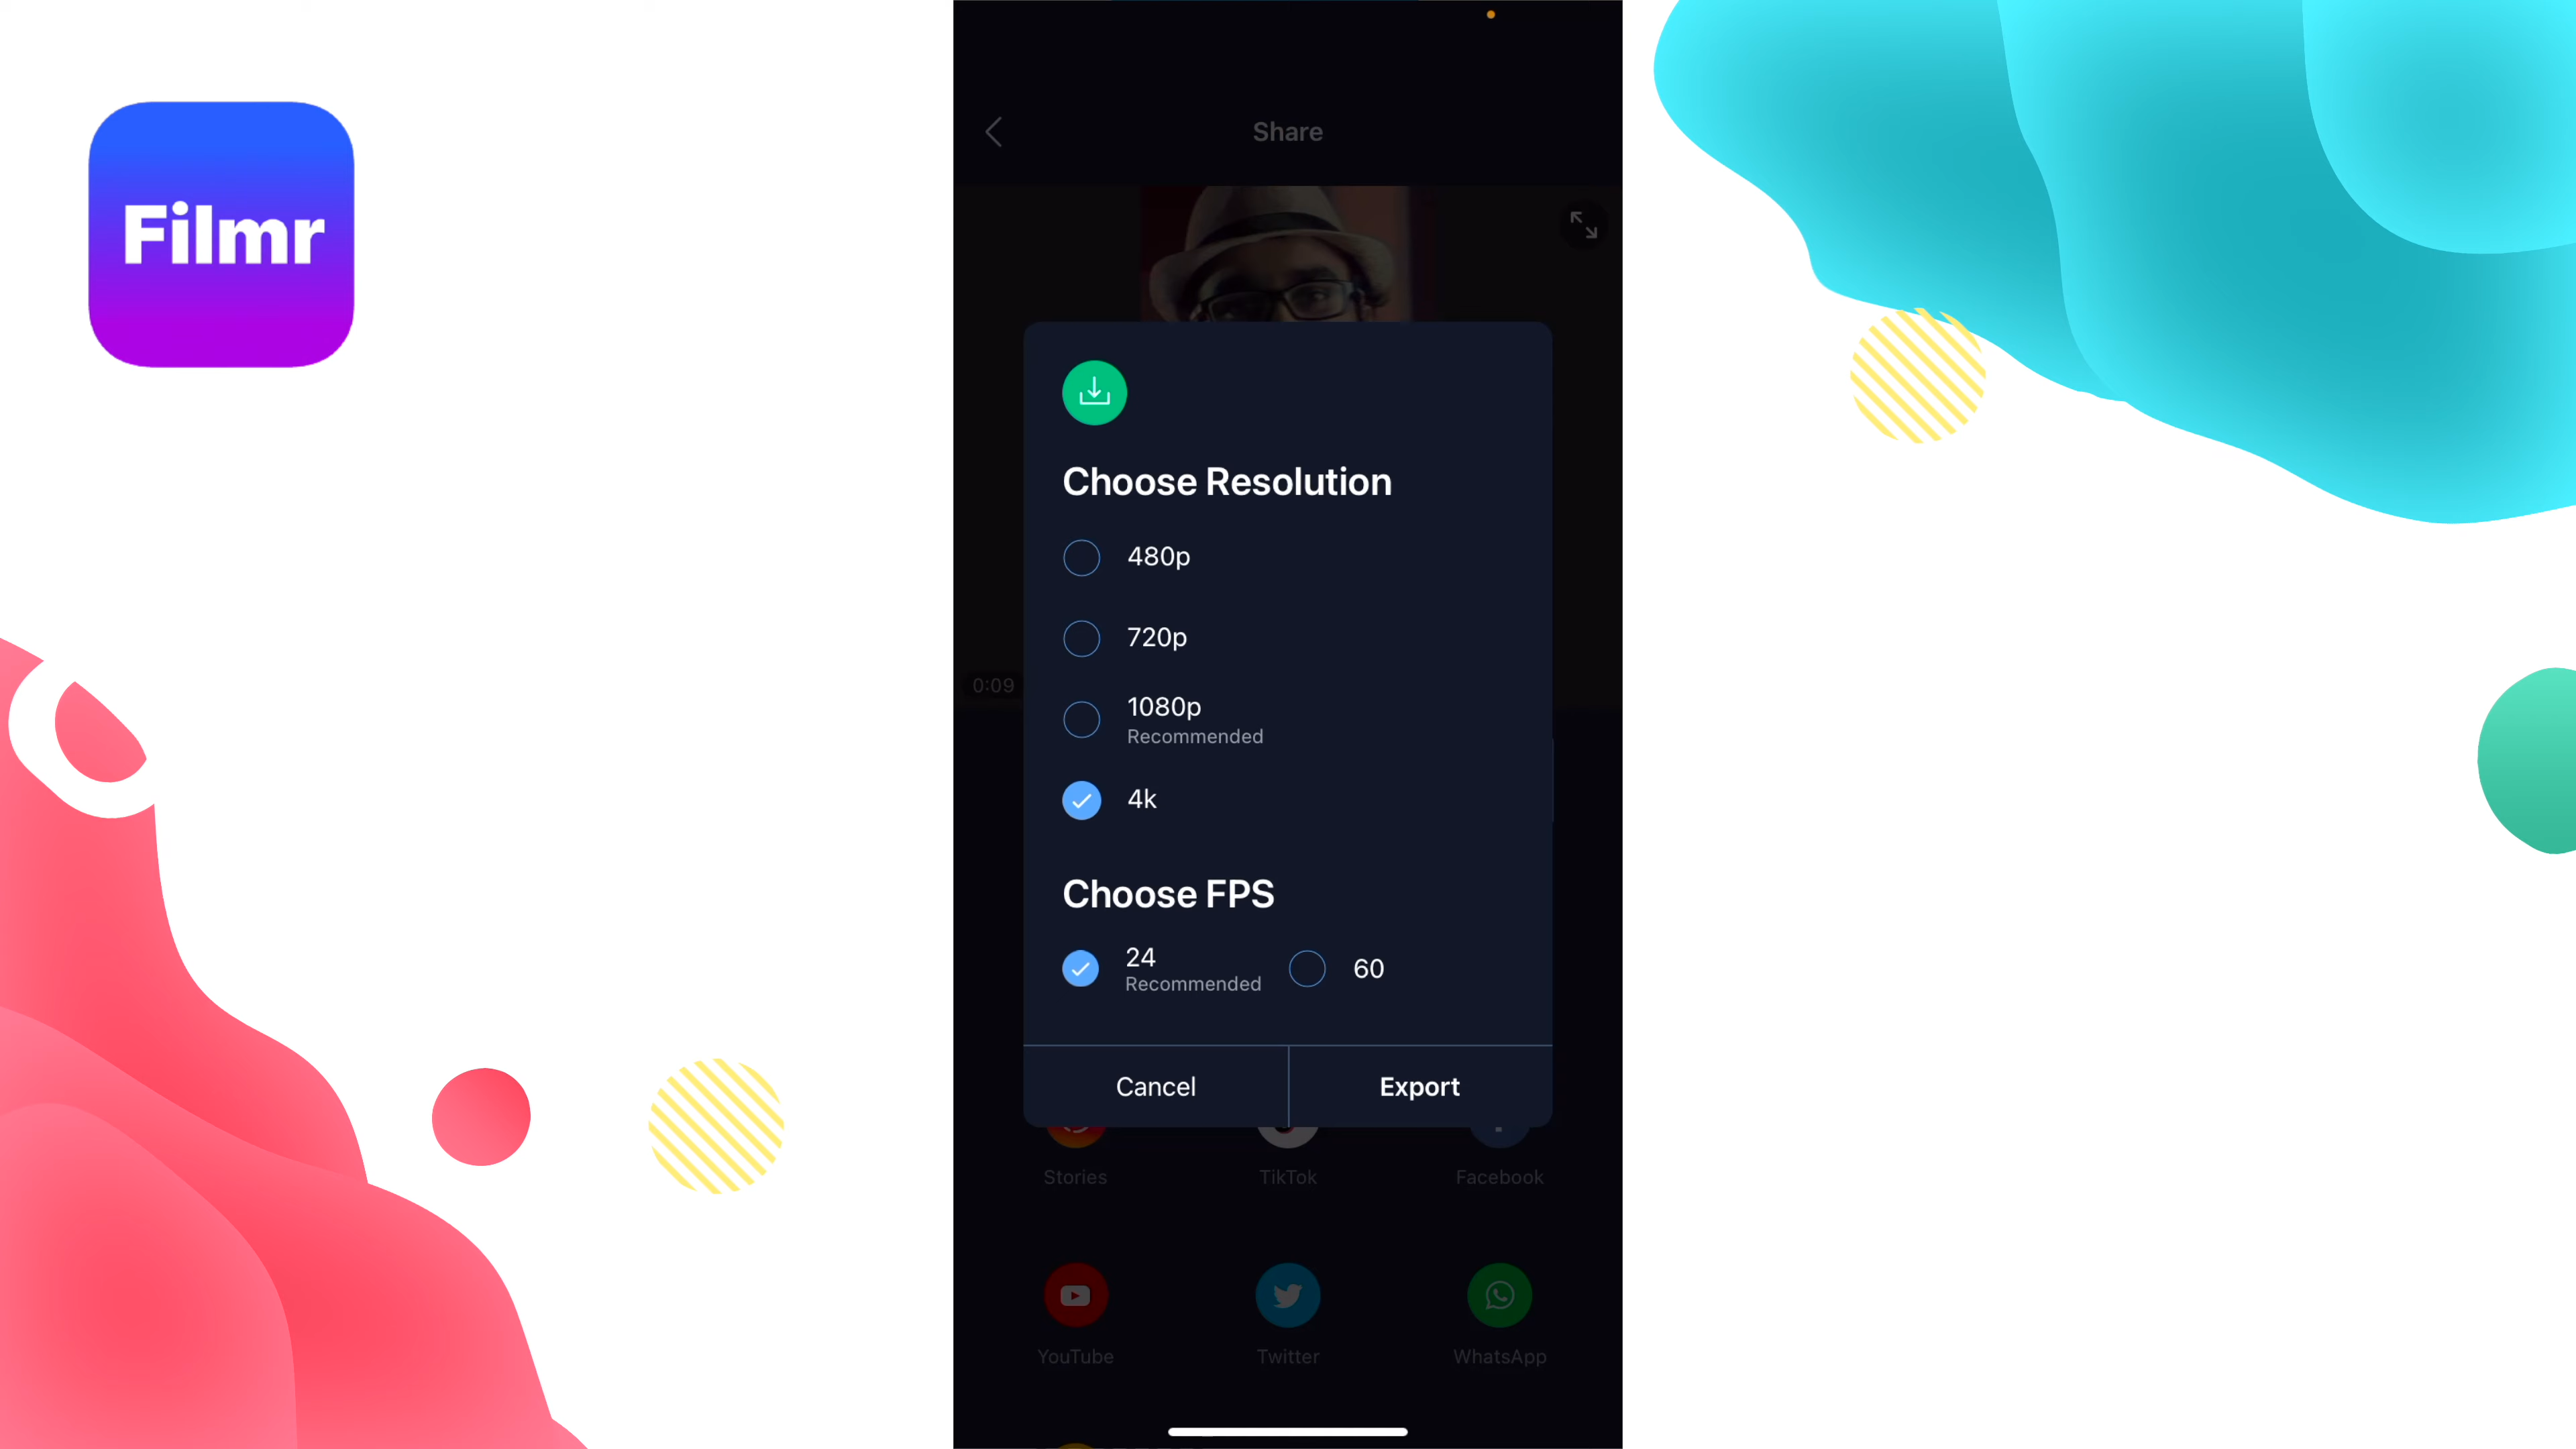 Filmr
Share
0:09
Choose Resolution
480p
720p
1080p
Recommended
4k
Choose FPS
24
Recommended
60
Cancel
Export
Stories
TikTok
Facebook
YouTube
Twitter
WhatsApp